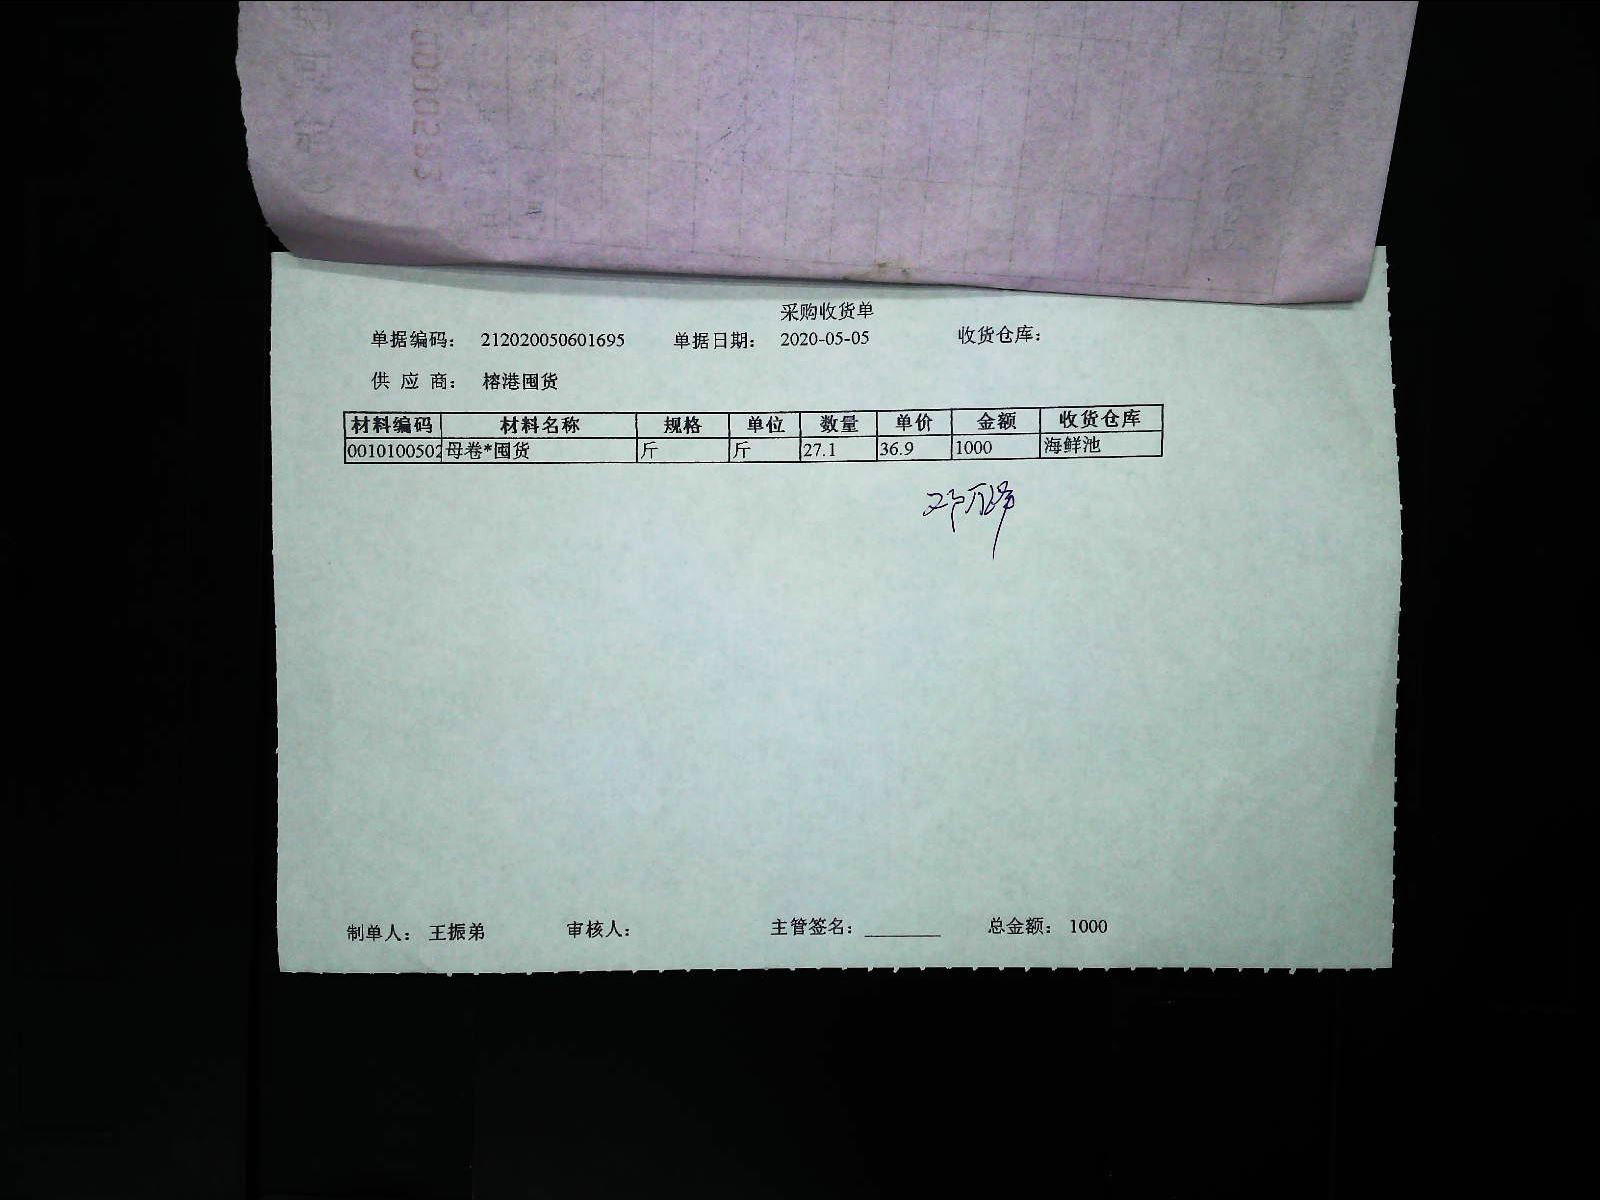 采购收货单
单据编码： 212020050601695 单据日期： 2020-05-05 收货仓库：
供 应 商： 榕港囤货
材料编码 材料名称 规格 单位 数量 单价 金额 收货仓库
0010100502 母卷*囤货 斤 斤 27.1 36.9 1000 海鲜池
制单人： 王振弟 审核人： 主管签名：________ 总金额： 1000